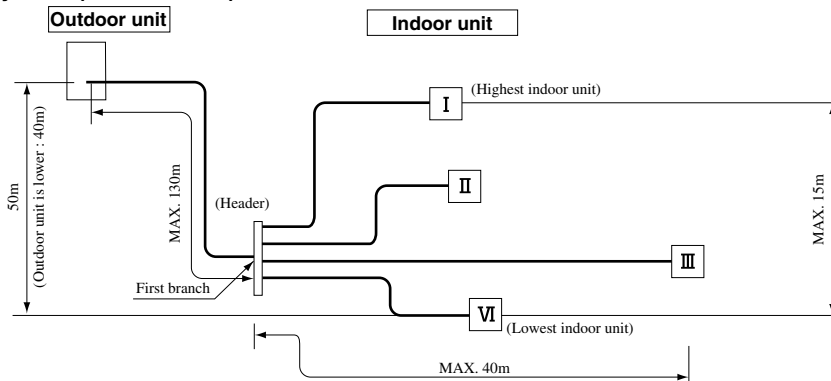 Outdoor unit
Indoor unit
I
(Highest indoor unit)
50m
(Outdoor unit is lower : 40m)
MAX. 130m
(Header)
II
MAX. 15m
III
First branch
VI
(Lowest indoor unit)
MAX. 40m